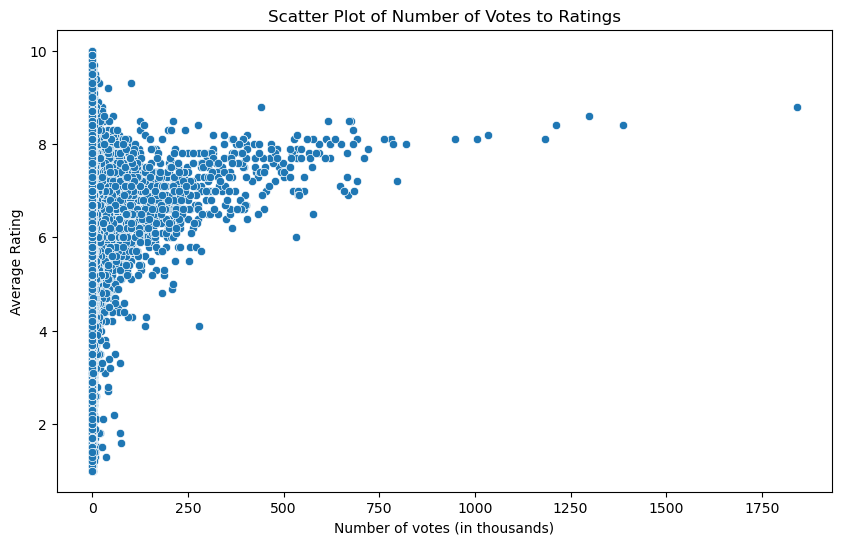 Scatter Plot of Number of Votes to Ratings
10
8
6
4
2
Average Rating
0 250 500 750 1000 1250 1500 1750
Number of votes (in thousands)